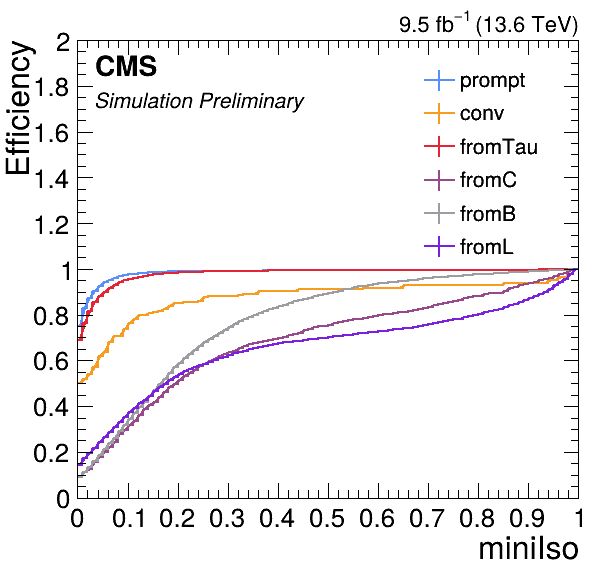 9.5 fb⁻¹ (13.6 TeV)
Efficiency
CMS
Simulation Preliminary
prompt
conv
fromTau
fromC
fromB
fromL
2
1.8
1.6
1.4
1.2
1
0.8
0.6
0.4
0.2
0
0 0.1 0.2 0.3 0.4 0.5 0.6 0.7 0.8 0.9 1
miniIso